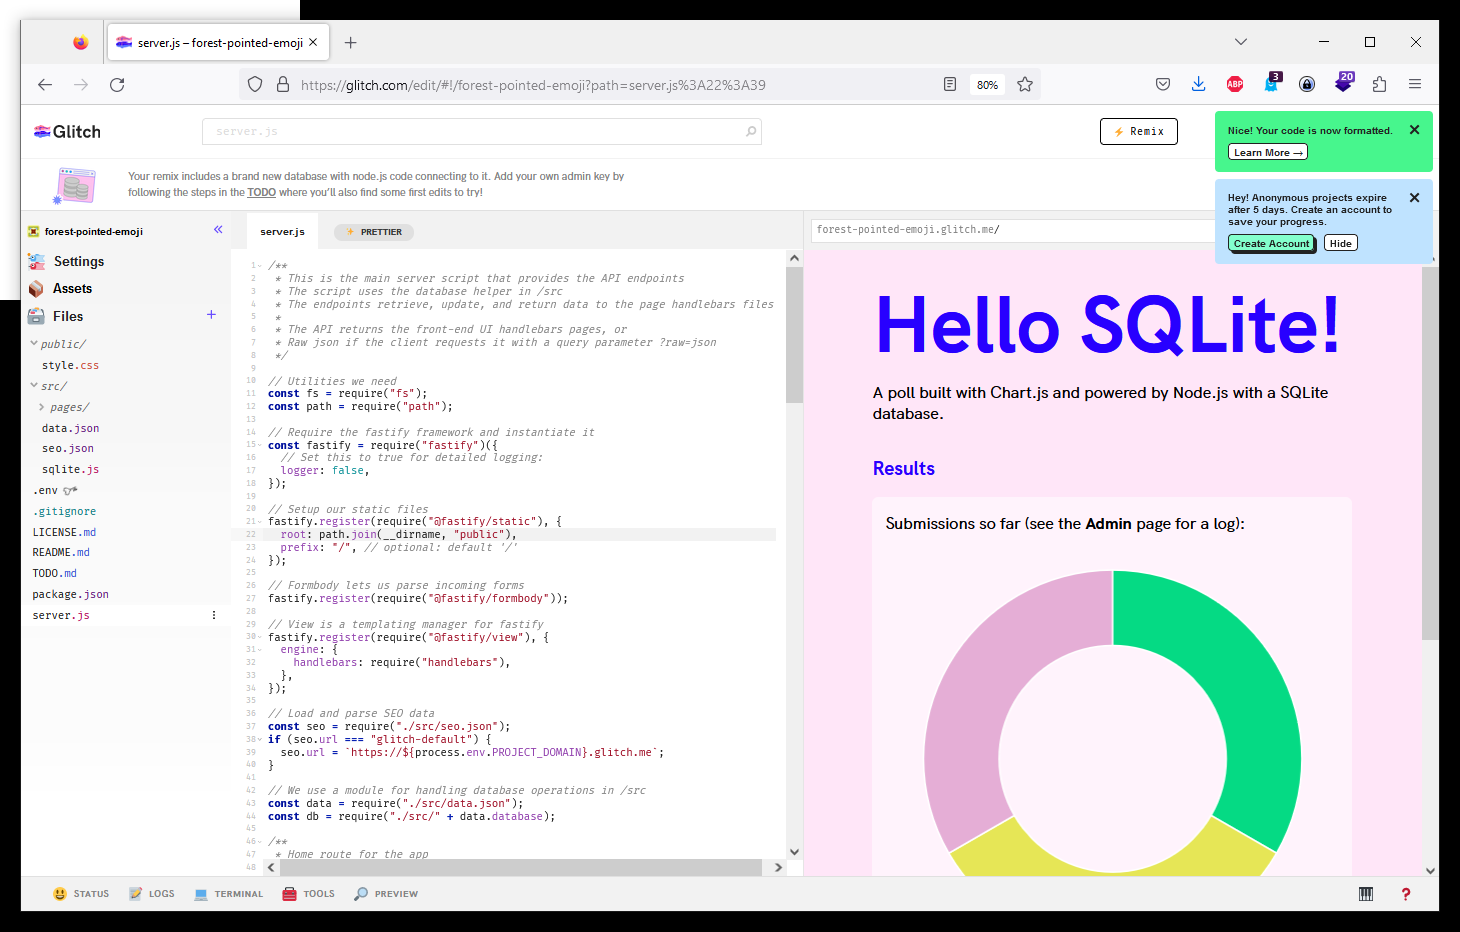 server.js – forest-pointed-emoji
https://glitch.com/edit/#!/forest-pointed-emoji?path=server.js%3A22%3A39
80%
ABP
3
20
Glitch
server.js
Remix
Nice! Your code is now formatted.
Learn More →
Your remix includes a brand new database with node.js code connecting to it. Add your own admin key by
following the steps in the TODO where you'll also find some first edits to try!
Hey! Anonymous projects expire
after 5 days. Create an account to
save your progress.
Create Account
Hide
forest-pointed-emoji
Settings
Assets
Files
public/
style.css
src/
pages/
data.json
seo.json
sqlite.js
.env
.gitignore
LICENSE.md
README.md
TODO.md
package.json
server.js
server.js
PRETTIER
1 /**
2  * This is the main server script that provides the API endpoints
3  * The script uses the database helper in /src
4  * The endpoints retrieve, update, and return data to the page handlebars files
5  *
6  * The API returns the front-end UI handlebars pages, or
7  * Raw json if the client requests it with a query parameter ?raw=json
8  */
9
10 // Utilities we need
11 const fs = require("fs");
12 const path = require("path");
13
14 // Require the fastify framework and instantiate it
15 const fastify = require("fastify")({
16   // Set this to true for detailed logging:
17   logger: false,
18 });
19
20 // Setup our static files
21 fastify.register(require("@fastify/static"), {
22   root: path.join(__dirname, "public"),
23   prefix: "/", // optional: default '/'
24 });
25
26 // Formbody lets us parse incoming forms
27 fastify.register(require("@fastify/formbody"));
28
29 // View is a templating manager for fastify
30 fastify.register(require("@fastify/view"), {
31   engine: {
32     handlebars: require("handlebars"),
33   },
34 });
35
36 // Load and parse SEO data
37 const seo = require("./src/seo.json");
38 if (seo.url === "glitch-default") {
39   seo.url = `https://${process.env.PROJECT_DOMAIN}.glitch.me`;
40 }
41
42 // We use a module for handling database operations in /src
43 const data = require("./src/data.json");
44 const db = require("./src/" + data.database);
45
46 /**
47  * Home route for the app
48
forest-pointed-emoji.glitch.me/
Hello SQLite!
A poll built with Chart.js and powered by Node.js with a SQLite
database.
Results
Submissions so far (see the Admin page for a log):
STATUS
LOGS
TERMINAL
TOOLS
PREVIEW
?